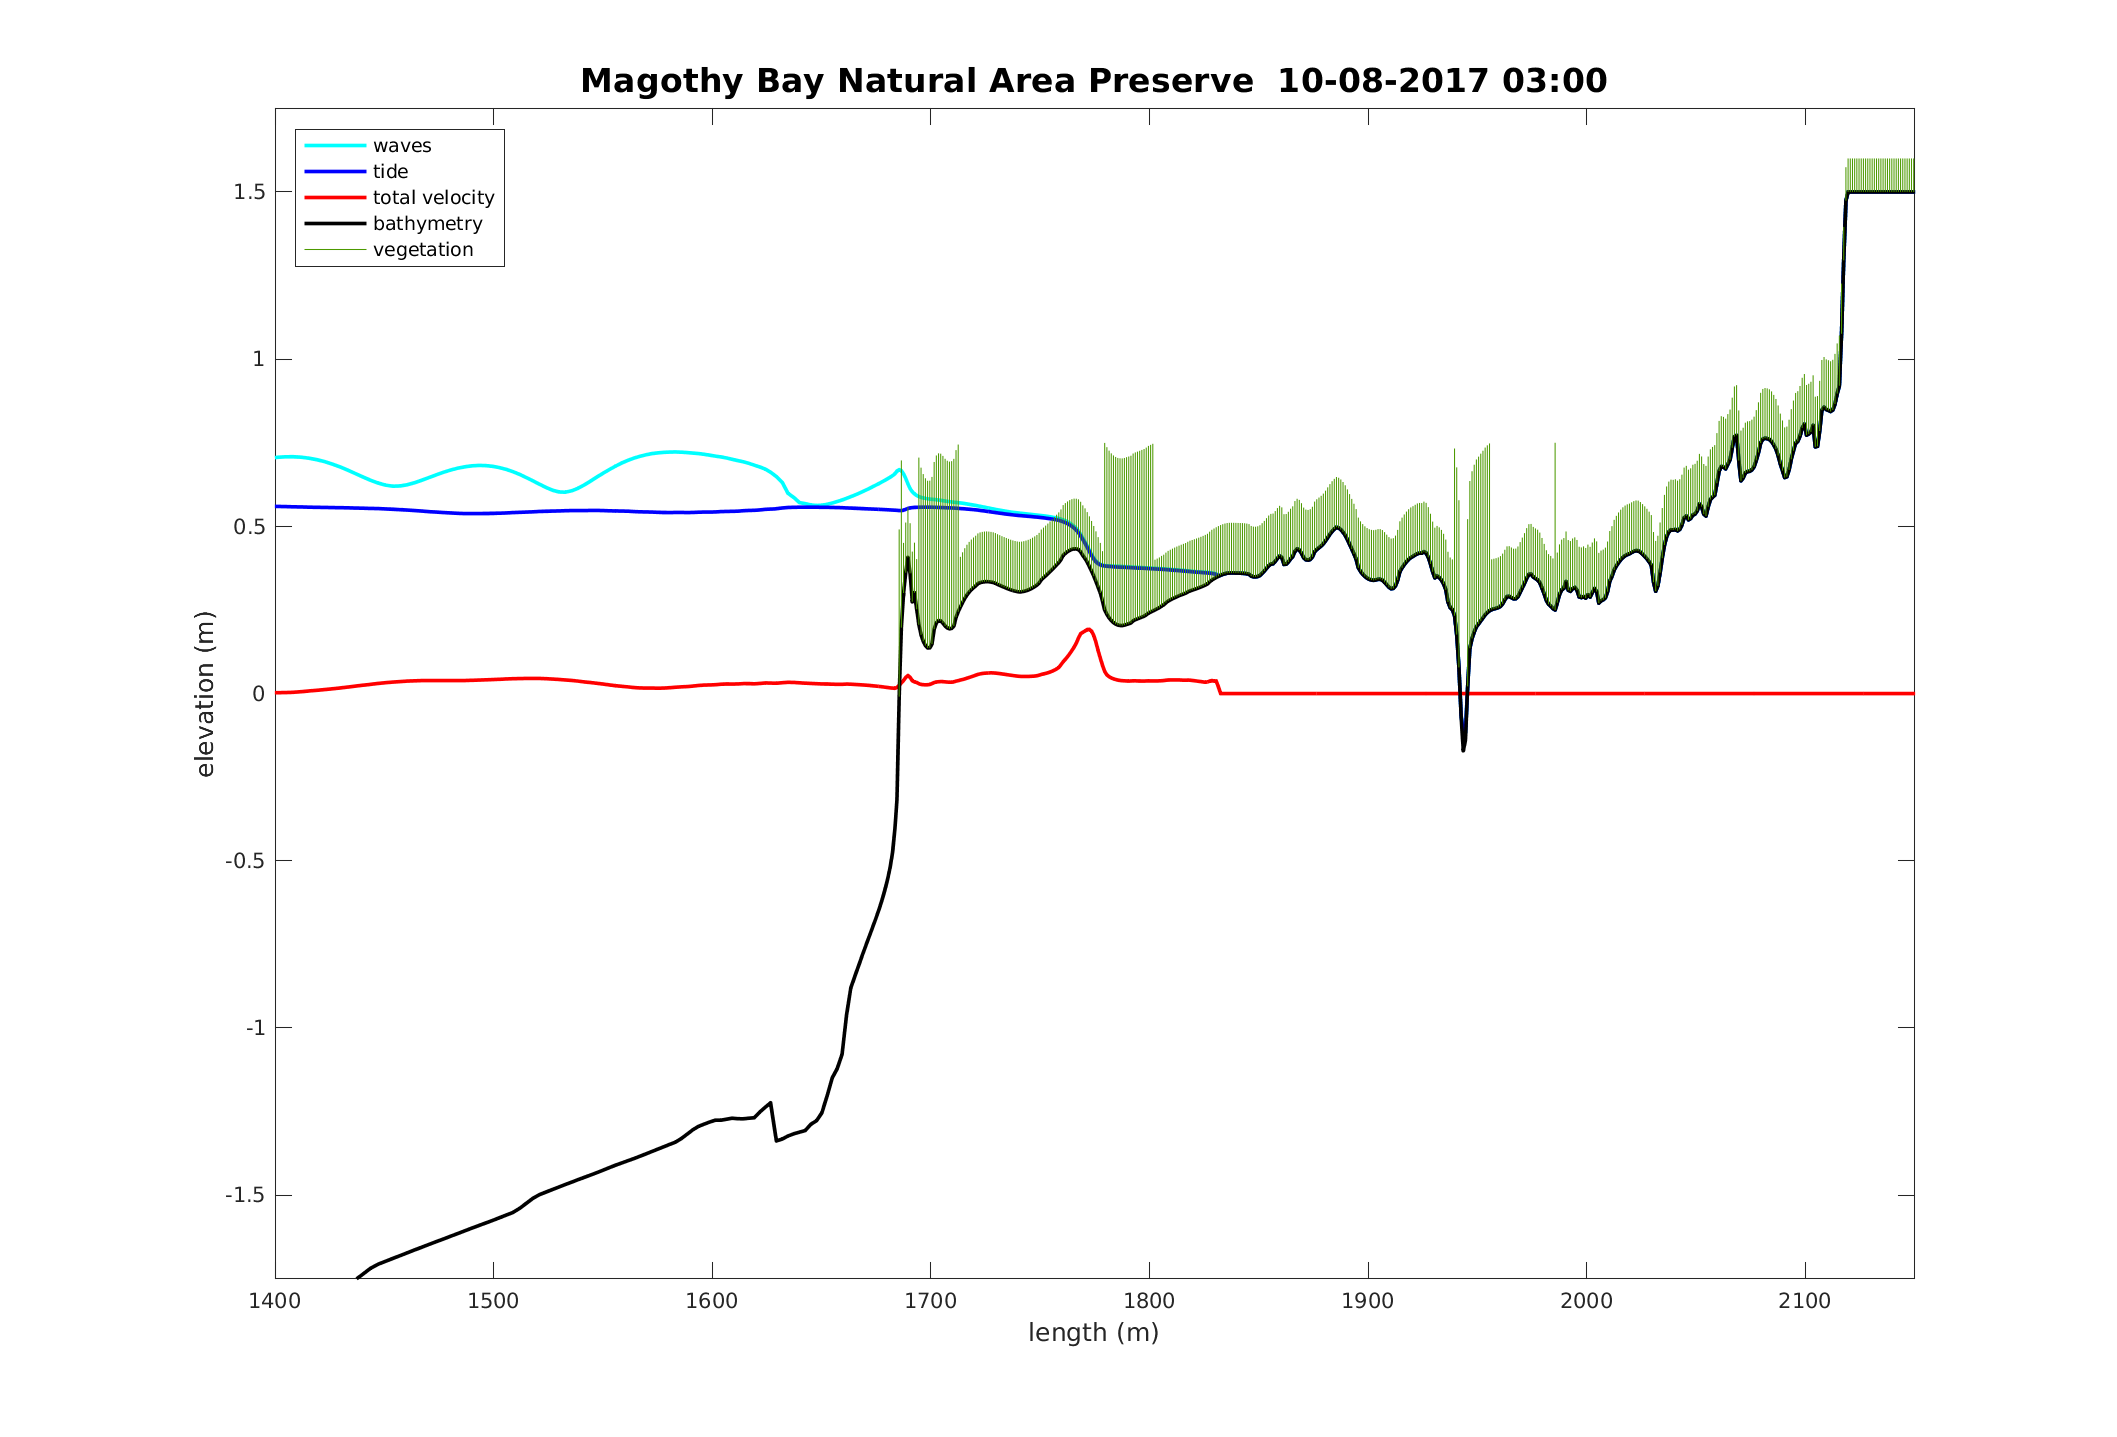 Magothy Bay Natural Area Preserve  10-08-2017 03:00
waves
tide
total velocity
bathymetry
vegetation
1.5
1
0.5
0
-0.5
-1
-1.5
elevation (m)
1400 1500 1600 1700 1800 1900 2000 2100
length (m)